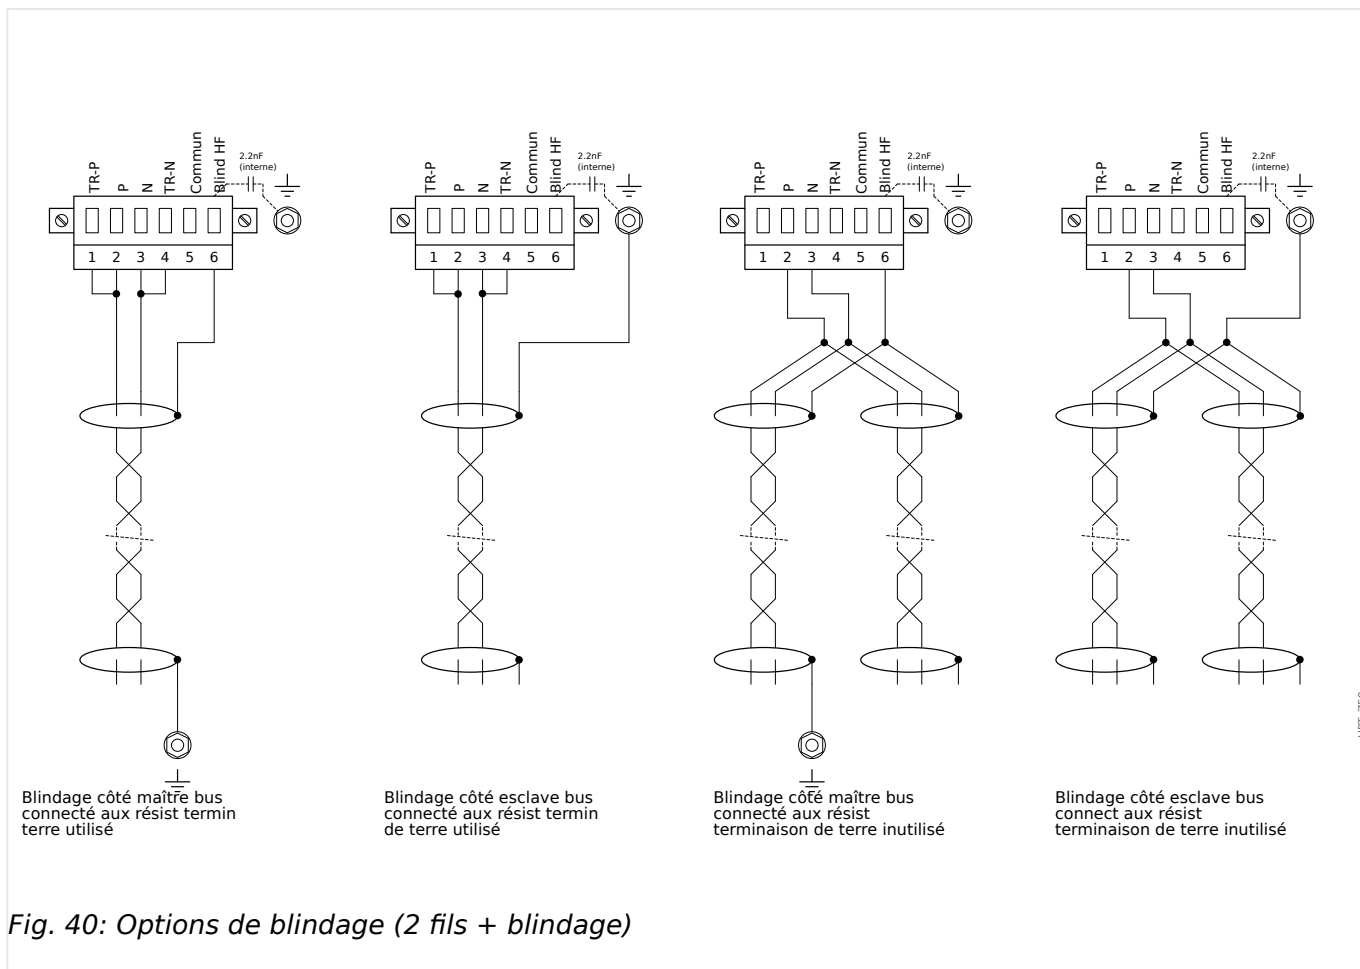 TR-P
P
N
TR-N
Commun
Blind HF
2.2nF
(interne)
1 2 3 4 5 6
TR-P
P
N
TR-N
Commun
Blind HF
2.2nF
(interne)
1 2 3 4 5 6
TR-P
P
N
TR-N
Commun
Blind HF
2.2nF
(interne)
1 2 3 4 5 6
TR-P
P
N
TR-N
Commun
Blind HF
2.2nF
(interne)
1 2 3 4 5 6
Blindage côté maître bus
connecté aux résist termin
terre utilisé
Blindage côté esclave bus
connecté aux résist termin
de terre utilisé
Blindage côté maître bus
connecté aux résist
terminaison de terre inutilisé
Blindage côté esclave bus
connect aux résist
terminaison de terre inutilisé
Fig. 40: Options de blindage (2 fils + blindage)